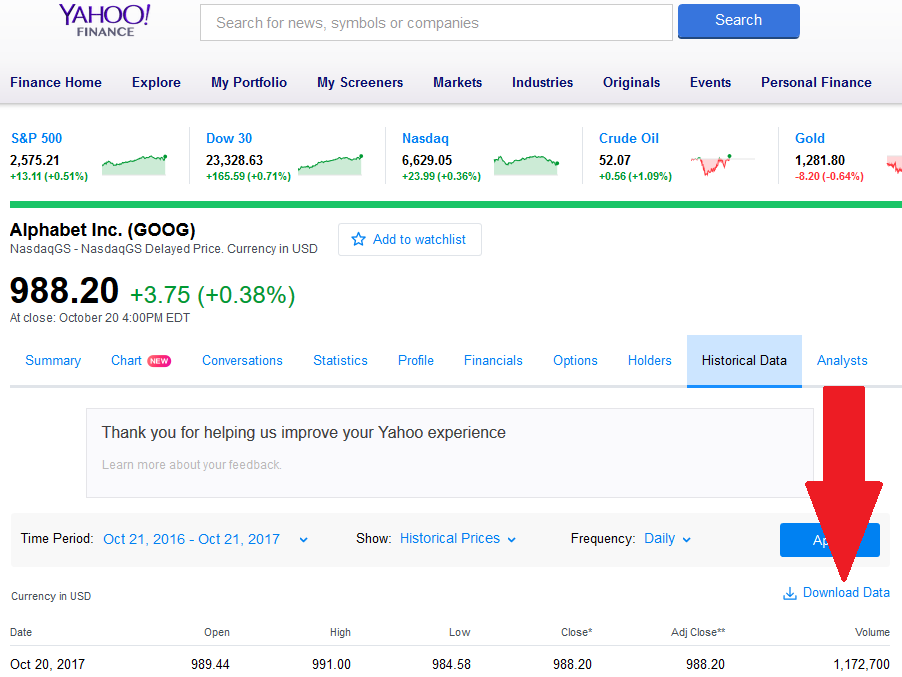 YAHOO!
FINANCE
Search for news, symbols or companies
Search
Finance Home Explore My Portfolio My Screeners Markets Industries Originals Events Personal Finance
S&P 500 Dow 30 Nasdaq Crude Oil Gold
2,575.21 23,328.63 6,629.05 52.07 1,281.80
+13.11 (+0.51%) +165.59 (+0.71%) +23.99 (+0.36%) +0.56 (+1.09%) -8.20 (-0.64%)
Alphabet Inc. (GOOG)
NasdaqGS - NasdaqGS Delayed Price. Currency in USD
Add to watchlist
988.20 +3.75 (+0.38%)
At close: October 20 4:00PM EDT
Summary Chart NEW Conversations Statistics Profile Financials Options Holders Historical Data Analysts
Thank you for helping us improve your Yahoo experience
Learn more about your feedback.
Time Period: Oct 21, 2016 - Oct 21, 2017 Show: Historical Prices Frequency: Daily
Currency in USD Download Data
Date Open High Low Close* Adj Close** Volume
Oct 20, 2017 989.44 991.00 984.58 988.20 988.20 1,172,700